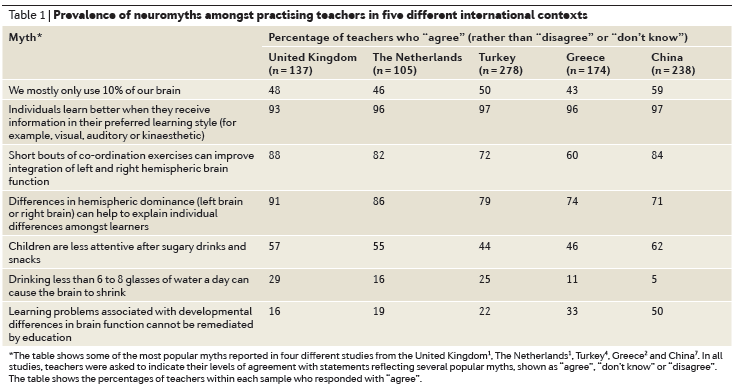 Table 1 | Prevalence of neuromyths amongst practising teachers in five different international contexts
Myth* Percentage of teachers who “agree” (rather than “disagree” or “don’t know”)
United Kingdom The Netherlands Turkey Greece China
(n = 137) (n = 105) (n = 278) (n = 174) (n = 238)
We mostly only use 10% of our brain 48 46 50 43 59
Individuals learn better when they receive 93 96 97 96 97
information in their preferred learning style (for
example, visual, auditory or kinaesthetic)
Short bouts of co-ordination exercises can improve 88 82 72 60 84
integration of left and right hemispheric brain
function
Differences in hemispheric dominance (left brain 91 86 79 74 71
or right brain) can help to explain individual
differences amongst learners
Children are less attentive after sugary drinks and 57 55 44 46 62
snacks
Drinking less than 6 to 8 glasses of water a day can 29 16 25 11 5
cause the brain to shrink
Learning problems associated with developmental 16 19 22 33 50
differences in brain function cannot be remediated
by education
*The table shows some of the most popular myths reported in four different studies from the United Kingdom¹, The Netherlands¹, Turkey⁴, Greece² and China⁷. In all
studies, teachers were asked to indicate their levels of agreement with statements reflecting several popular myths, shown as “agree”, “don’t know” or “disagree”.
The table shows the percentages of teachers within each sample who responded with “agree”.